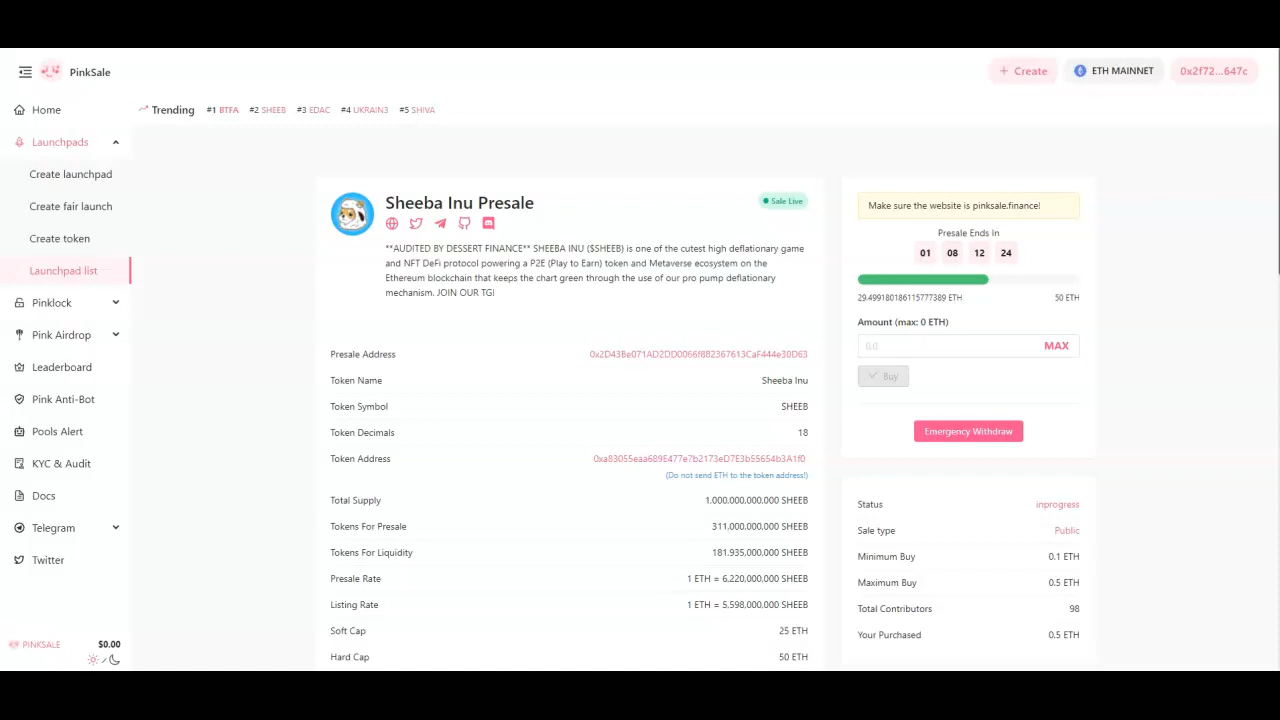 PinkSale
Create
ETH MAINNET
0x2f72...647c
Home
Launchpads
Create launchpad
Create fair launch
Create token
Launchpad list
Pinklock
Pink Airdrop
Leaderboard
Pink Anti-Bot
Pools Alert
KYC & Audit
Docs
Telegram
Twitter
PINKSALE $0.00
Trending #1 BTFA #2 SHEEB #3 EDAC #4 UKRAIN3 #5 SHIVA
Sheeba Inu Presale
Sale Live
**AUDITED BY DESSERT FINANCE** SHEEBA INU ($SHEEB) is one of the cutest high deflationary game
and NFT DeFi protocol powering a P2E (Play to Earn) token and Metaverse ecosystem on the
Ethereum blockchain that keeps the chart green through the use of our pro pump deflationary
mechanism. JOIN OUR TG!
Presale Address 0x2D43Be071AD2DD0066f882367613CaF444e30D63
Token Name Sheeba Inu
Token Symbol SHEEB
Token Decimals 18
Token Address 0xa83055eaa689E477e7b2173eD7E3b55654b3A1f0
(Do not send ETH to the token address!)
Total Supply 1,000,000,000,000 SHEEB
Tokens For Presale 311,000,000,000 SHEEB
Tokens For Liquidity 181,935,000,000 SHEEB
Presale Rate 1 ETH = 6,220,000,000 SHEEB
Listing Rate 1 ETH = 5,598,000,000 SHEEB
Soft Cap 25 ETH
Hard Cap 50 ETH
Make sure the website is pinksale.finance!
Presale Ends In
01 08 12 24
29.499180186115777389 ETH 50 ETH
Amount (max: 0 ETH)
0.0 MAX
Buy
Emergency Withdraw
Status inprogress
Sale type Public
Minimum Buy 0.1 ETH
Maximum Buy 0.5 ETH
Total Contributors 98
Your Purchased 0.5 ETH